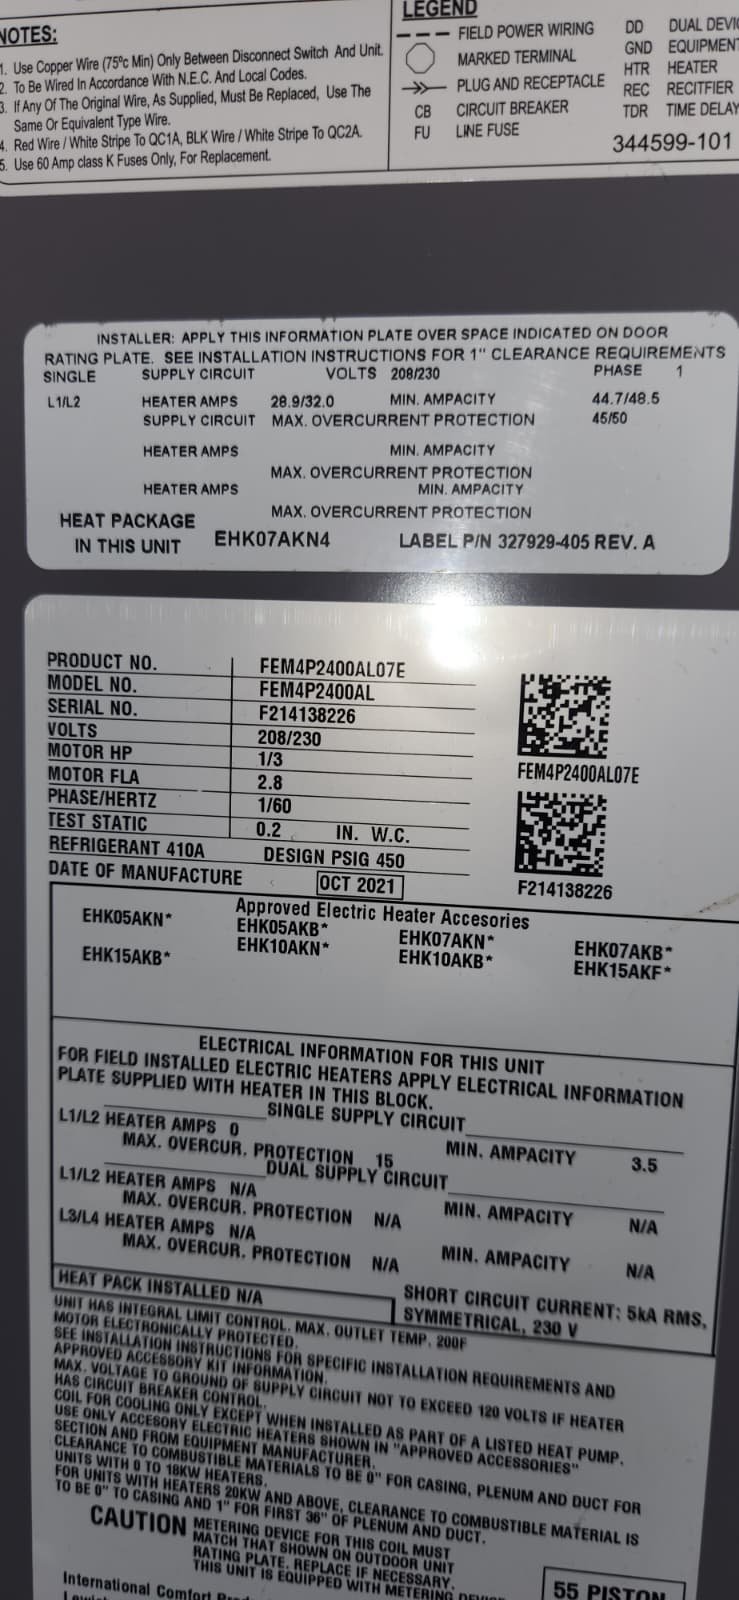 NOTES:
1. Use Copper Wire (75ºc Min) Only Between Disconnect Switch And Unit.
2. To Be Wired In Accordance With N.E.C. And Local Codes.
3. If Any Of The Original Wire, As Supplied, Must Be Replaced, Use The
Same Or Equivalent Type Wire.
4. Red Wire / White Stripe To QC1A, BLK Wire / White Stripe To QC2A.
5. Use 60 Amp class K Fuses Only, For Replacement.
LEGEND
FIELD POWER WIRING
MARKED TERMINAL
PLUG AND RECEPTACLE
CB CIRCUIT BREAKER
FU LINE FUSE
DD DUAL DEVIC
GND EQUIPMENT
HTR HEATER
REC RECITFIER
TDR TIME DELAY
344599-101
INSTALLER: APPLY THIS INFORMATION PLATE OVER SPACE INDICATED ON DOOR
RATING PLATE. SEE INSTALLATION INSTRUCTIONS FOR 1" CLEARANCE REQUIREMENTS
SINGLE SUPPLY CIRCUIT VOLTS 208/230 PHASE 1
L1/L2 HEATER AMPS 28.9/32.0 MIN. AMPACITY 44.7/48.5
SUPPLY CIRCUIT MAX. OVERCURRENT PROTECTION 45/50
HEATER AMPS MIN. AMPACITY
MAX. OVERCURRENT PROTECTION
HEATER AMPS MIN. AMPACITY
MAX. OVERCURRENT PROTECTION
HEAT PACKAGE
IN THIS UNIT EHK07AKN4 LABEL P/N 327929-405 REV. A
PRODUCT NO. FEM4P2400AL07E
MODEL NO. FEM4P2400AL
SERIAL NO. F214138226
VOLTS 208/230
MOTOR HP 1/3
MOTOR FLA 2.8
PHASE/HERTZ 1/60
TEST STATIC 0.2 IN. W.C.
REFRIGERANT 410A DESIGN PSIG 450
DATE OF MANUFACTURE OCT 2021
FEM4P2400AL07E
F214138226
Approved Electric Heater Accesories
EHK05AKN* EHK05AKB* EHK07AKN* EHK07AKB*
EHK15AKB* EHK10AKN* EHK10AKB* EHK15AKF*
ELECTRICAL INFORMATION FOR THIS UNIT
FOR FIELD INSTALLED ELECTRIC HEATERS APPLY ELECTRICAL INFORMATION
PLATE SUPPLIED WITH HEATER IN THIS BLOCK.
SINGLE SUPPLY CIRCUIT
L1/L2 HEATER AMPS 0 MIN. AMPACITY 3.5
MAX. OVERCUR. PROTECTION 15
DUAL SUPPLY CIRCUIT
L1/L2 HEATER AMPS N/A MIN. AMPACITY N/A
MAX. OVERCUR. PROTECTION N/A
L3/L4 HEATER AMPS N/A MIN. AMPACITY N/A
MAX. OVERCUR. PROTECTION N/A
HEAT PACK INSTALLED N/A
SHORT CIRCUIT CURRENT: 5kA RMS,
SYMMETRICAL, 230 V
UNIT HAS INTEGRAL LIMIT CONTROL. MAX. OUTLET TEMP. 200F
MOTOR ELECTRONICALLY PROTECTED.
SEE INSTALLATION INSTRUCTIONS FOR SPECIFIC INSTALLATION REQUIREMENTS AND
APPROVED ACCESSORY KIT INFORMATION.
MAX. VOLTAGE TO GROUND OF SUPPLY CIRCUIT NOT TO EXCEED 120 VOLTS IF HEATER
HAS CIRCUIT BREAKER CONTROL.
COIL FOR COOLING ONLY EXCEPT WHEN INSTALLED AS PART OF A LISTED HEAT PUMP.
USE ONLY ACCESORY ELECTRIC HEATERS SHOWN IN "APPROVED ACCESSORIES"
SECTION AND FROM EQUIPMENT MANUFACTURER.
CLEARANCE TO COMBUSTIBLE MATERIALS TO BE 0" FOR CASING, PLENUM AND DUCT FOR
UNITS WITH 0 TO 18KW HEATERS.
FOR UNITS WITH HEATERS 20KW AND ABOVE, CLEARANCE TO COMBUSTIBLE MATERIAL IS
TO BE 0" TO CASING AND 1" FOR FIRST 36" OF PLENUM AND DUCT.
CAUTION METERING DEVICE FOR THIS COIL MUST
MATCH THAT SHOWN ON OUTDOOR UNIT
RATING PLATE. REPLACE IF NECESSARY.
THIS UNIT IS EQUIPPED WITH METERING
55 PISTON
International Comfort